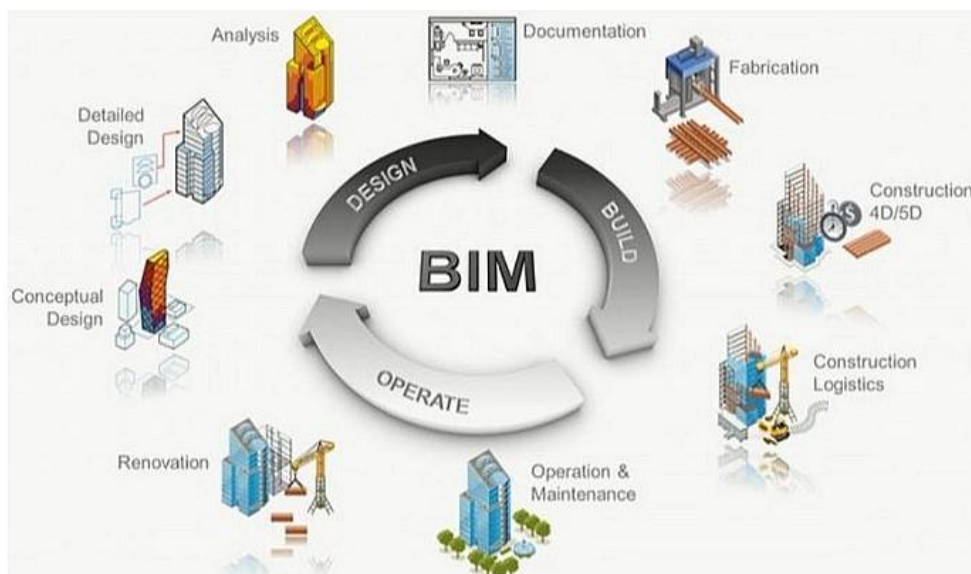 Analysis
Documentation
Fabrication
Detailed
Design
DESIGN
BUILD
Construction
4D/5D
BIM
Conceptual
Design
Construction
Logistics
OPERATE
Renovation
Operation &
Maintenance